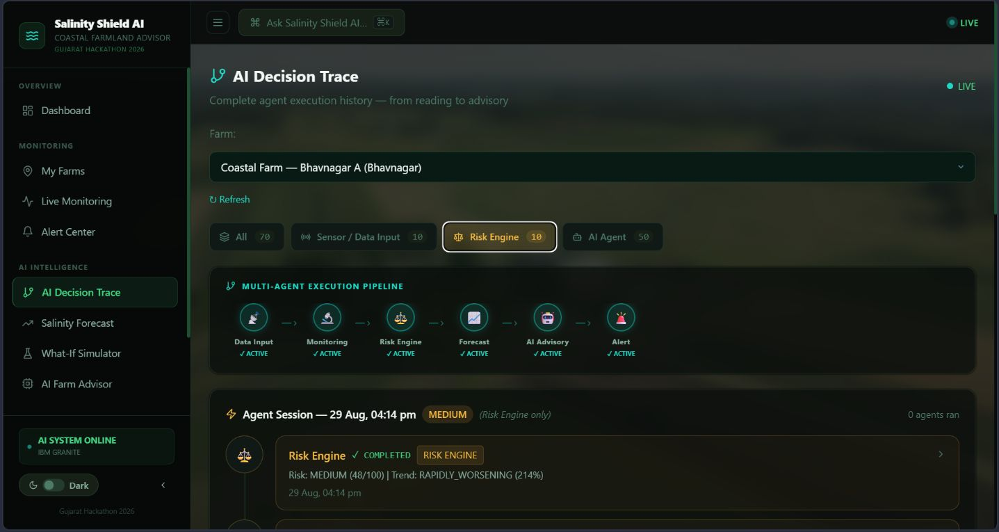 Salinity Shield AI
COASTAL FARMLAND ADVISOR
GUJARAT HACKATHON 2026
OVERVIEW
Dashboard
MONITORING
My Farms
Live Monitoring
Alert Center
AI INTELLIGENCE
AI Decision Trace
Salinity Forecast
What-If Simulator
AI Farm Advisor
AI SYSTEM ONLINE
IBM GRANITE
Dark
Gujarat Hackathon 2026
⌘ Ask Salinity Shield AI... ⌘K
LIVE
AI Decision Trace
LIVE
Complete agent execution history — from reading to advisory
Farm:
Coastal Farm — Bhavnagar A (Bhavnagar)
↻ Refresh
All 70
Sensor / Data Input 10
Risk Engine 10
AI Agent 50
MULTI-AGENT EXECUTION PIPELINE
Data Input
✓ ACTIVE
Monitoring
✓ ACTIVE
Risk Engine
✓ ACTIVE
Forecast
✓ ACTIVE
AI Advisory
✓ ACTIVE
Alert
✓ ACTIVE
Agent Session — 29 Aug, 04:14 pm MEDIUM (Risk Engine only) 0 agents ran
Risk Engine ✓ COMPLETED RISK ENGINE
Risk: MEDIUM (48/100) | Trend: RAPIDLY_WORSENING (214%)
29 Aug, 04:14 pm